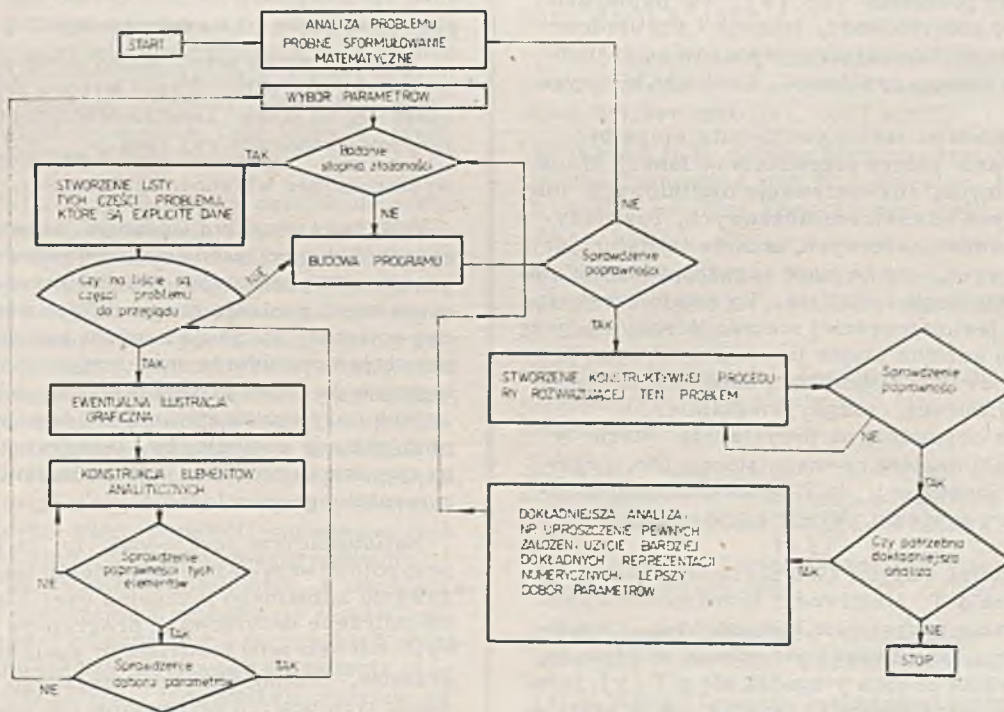 START
ANALIZA PROBLEMU
PRÓBNE SFORMUŁOWANIE
MATEMATYCZNE
WYBÓR PARAMETRÓW
Badanie
stopnia złożoności
TAK
NIE
STWORZENIE LISTY
TYCH CZĘŚCI PROBLEMU,
KTÓRE SĄ EXPLICITE DANE
BUDOWA PROGRAMU
NIE
Czy na liście są
części problemu
do przeglądu
NIE
Sprawdzenie
poprawności
TAK
TAK
EWENTUALNA ILUSTRACJA
GRAFICZNA
STWORZENIE KONSTRUKTYWNEJ PROCEDU-
RY ROZWIĄZUJĄCEJ TEN PROBLEM
Sprawdzenie
poprawności
NIE
TAK
KONSTRUKCJA ELEMENTÓW
ANALITYCZNYCH
DOKŁADNIEJSZA ANALIZA
NP. UPROSZCZENIE PEWNYCH
ZAŁOŻEŃ, UŻYCIE BARDZIEJ
DOKŁADNYCH REPREZENTACJI
NUMERYCZNYCH, LEPSZY
DOBÓR PARAMETRÓW
Czy potrzebna
dokładniejsza
analiza
TAK
NIE
STOP
Sprawdzenie
poprawności tych
elementów
NIE
TAK
Sprawdzenie
doboru parametrów
NIE
TAK